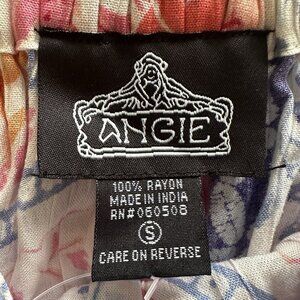 ANGIE
100% RAYON
MADE IN INDIA
RN#060508
S
CARE ON REVERSE